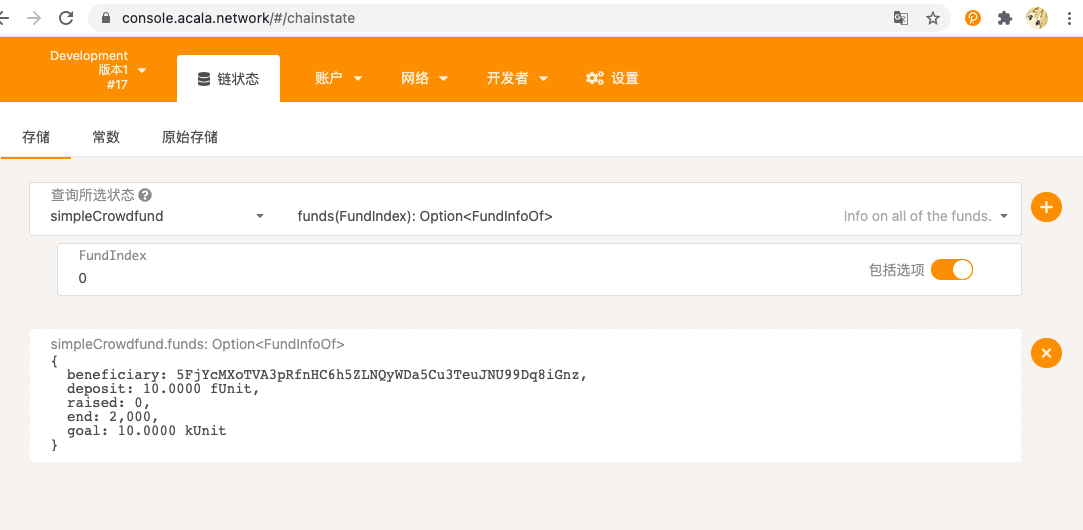 console.acala.network/#/chainstate
Development
版本1
#17
链状态
账户
网络
开发者
设置
存储
常数
原始存储
查询所选状态
simpleCrowdfund
funds(FundIndex): Option<FundInfoOf>
Info on all of the funds.
FundIndex
0
包括选项
simpleCrowdfund.funds: Option<FundInfoOf>
{
beneficiary: 5FjYcMXoTVA3pRfnHC6h5ZLNQyWDa5Cu3TeuJNU99Dq8iGnz,
deposit: 10.0000 fUnit,
raised: 0,
end: 2,000,
goal: 10.0000 kUnit
}